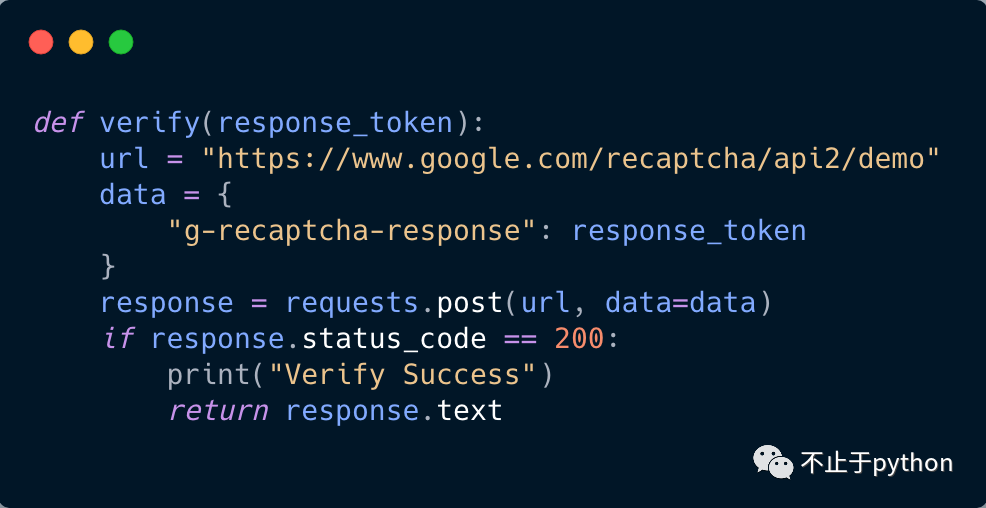 def verify(response_token):
    url = "https://www.google.com/recaptcha/api2/demo"
    data = {
        "g-recaptcha-response": response_token
    }
    response = requests.post(url, data=data)
    if response.status_code == 200:
        print("Verify Success")
        return response.text
不止于python